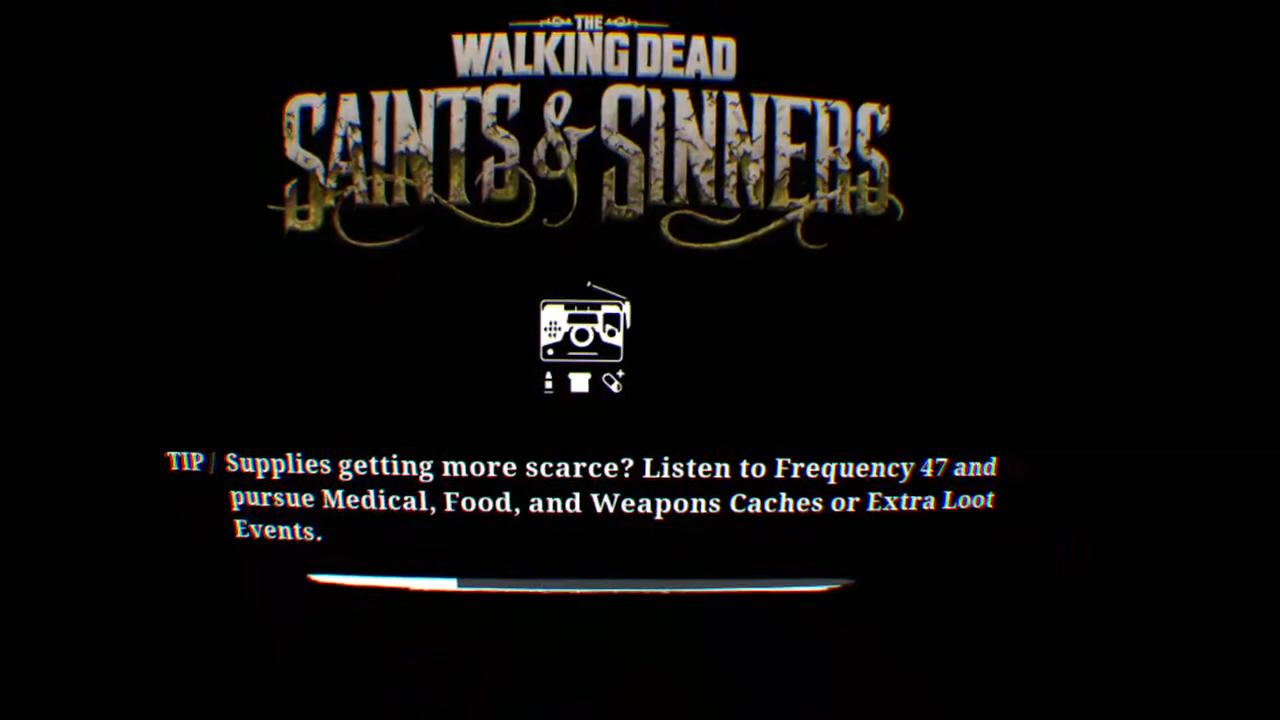 THE
WALKING DEAD
SAINTS & SINNERS
TIP / Supplies getting more scarce? Listen to Frequency 47 and
pursue Medical, Food, and Weapons Caches or Extra Loot
Events.